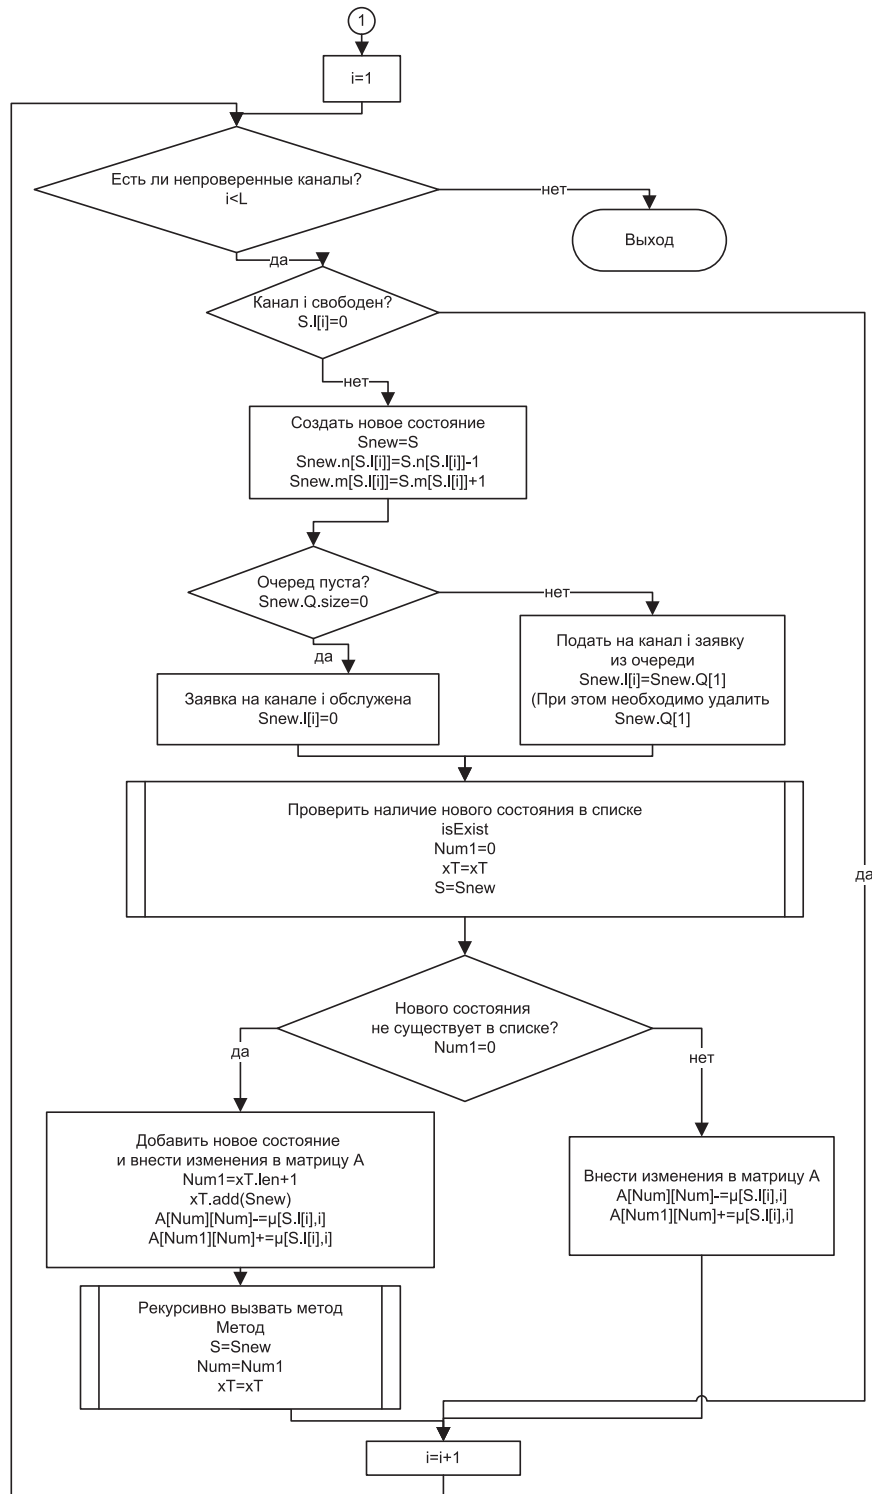 1
i=1
Есть ли непроверенные каналы?
i<L
нет
Выход
да
Канал i свободен?
S.l[i]=0
нет
Создать новое состояние
Snew=S
Snew.n[S.l[i]]=S.n[S.l[i]]-1
Snew.m[S.l[i]]=S.m[S.l[i]]+1
Очеред пуста?
Snew.Q.size=0
нет
да
Подать на канал i заявку
из очереди
Snew.l[i]=Snew.Q[1]
(При этом необходимо удалить
Snew.Q[1]
Заявка на канале i обслужена
Snew.l[i]=0
Проверить наличие нового состояния в списке
isExist
Num1=0
xT=xT
S=Snew
да
Нового состояния
не существует в списке?
Num1=0
да
нет
Добавить новое состояние
и внести изменения в матрицу А
Num1=xT.len+1
xT.add(Snew)
A[Num][Num]-=μ[S.l[i],i]
A[Num1][Num]+=μ[S.l[i],i]
Внести изменения в матрицу А
A[Num][Num]-=μ[S.l[i],i]
A[Num1][Num]+=μ[S.l[i],i]
Рекурсивно вызвать метод
Метод
S=Snew
Num=Num1
xT=xT
i=i+1